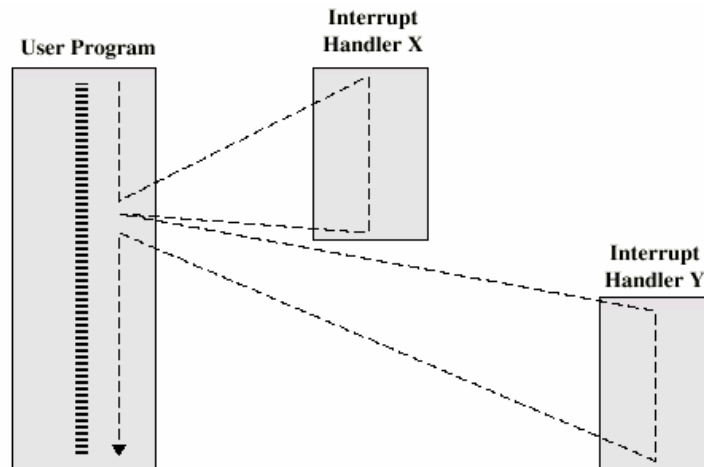 User Program
Interrupt
Handler X
Interrupt
Handler Y